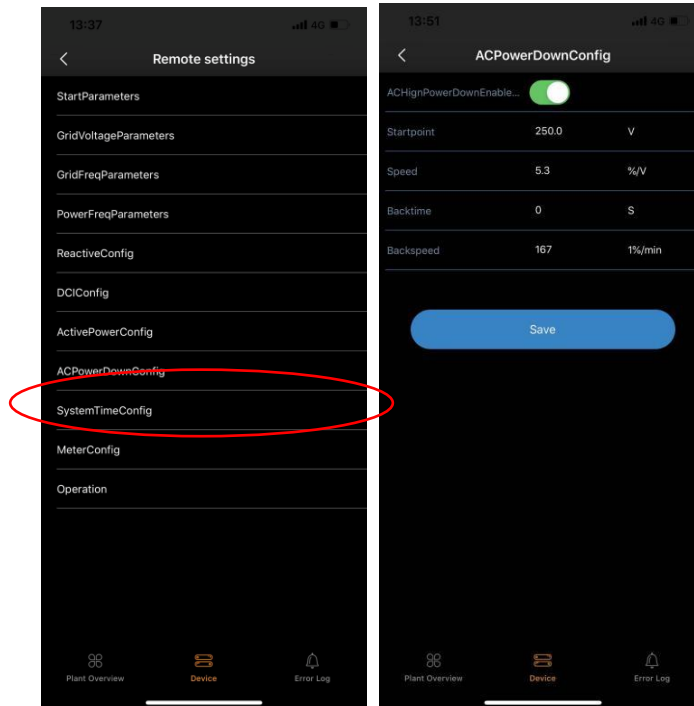 13:37
4G
Remote settings
StartParameters
GridVoltageParameters
GridFreqParameters
PowerFreqParameters
ReactiveConfig
DCIConfig
ActivePowerConfig
ACPowerDownConfig
SystemTimeConfig
MeterConfig
Operation
Plant Overview
Device
Error Log
13:51
4G
ACPowerDownConfig
ACHignPowerDownEnable...
Startpoint 250.0 V
Speed 5.3 %/V
Backtime 0 S
Backspeed 167 1%/min
Save
Plant Overview
Device
Error Log